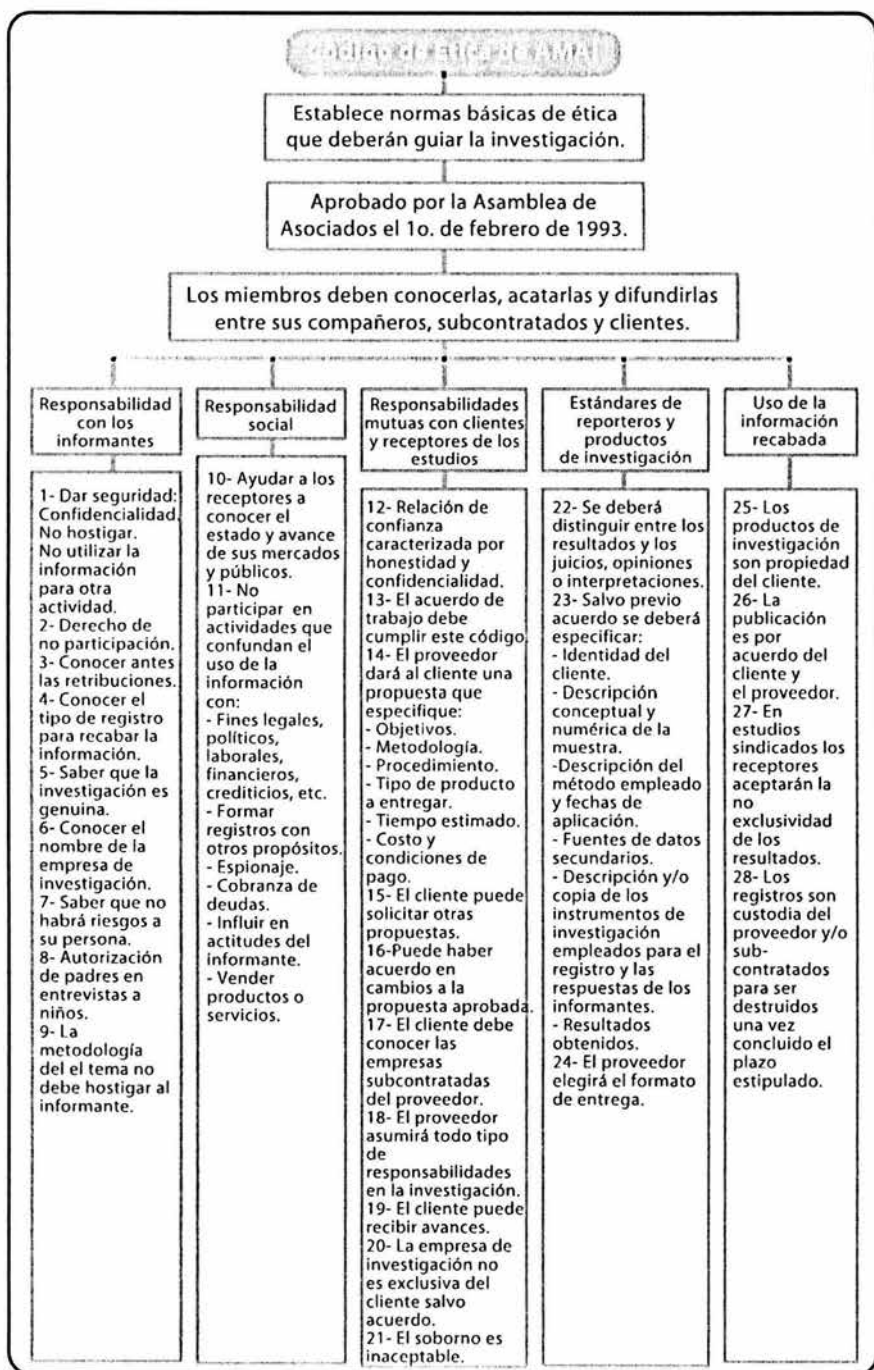 Código de Ética de AMAI
Establece normas básicas de ética
que deberán guiar la investigación.
Aprobado por la Asamblea de
Asociados el 1o. de febrero de 1993.
Los miembros deben conocerlas, acatarlas y difundirlas
entre sus compañeros, subcontratados y clientes.
Responsabilidad
con los
informantes
1- Dar seguridad:
Confidencialidad.
No hostigar.
No utilizar la
información
para otra
actividad.
2- Derecho de
no participación.
3- Conocer antes
las retribuciones.
4- Conocer el
tipo de registro
para recabar la
información.
5- Saber que la
investigación es
genuina.
6- Conocer el
nombre de la
empresa de
investigación.
7- Saber que no
habrá riesgos a
su persona.
8- Autorización
de padres en
entrevistas a
niños.
9- La
metodología
del el tema no
debe hostigar al
informante.
Responsabilidad
social
10- Ayudar a los
receptores a
conocer el
estado y avance
de sus mercados
y públicos.
11- No
participar en
actividades que
confundan el
uso de la
información
con:
- Fines legales,
políticos,
laborales,
financieros,
crediticios, etc.
- Formar
registros con
otros propósitos.
- Espionaje.
- Cobranza de
deudas.
- Influir en
actitudes del
informante.
- Vender
productos o
servicios.
Responsabilidades
mutuas con clientes
y receptores de los
estudios
12- Relación de
confianza
caracterizada por
honestidad y
confidencialidad.
13- El acuerdo de
trabajo debe
cumplir este código.
14- El proveedor
dará al cliente una
propuesta que
especifique:
- Objetivos.
- Metodología.
- Procedimiento.
- Tipo de producto
a entregar.
- Tiempo estimado.
- Costo y
condiciones de
pago.
15- El cliente puede
solicitar otras
propuestas.
16-Puede haber
acuerdo en
cambios a la
propuesta aprobada.
17- El cliente debe
conocer las
empresas
subcontratadas
del proveedor.
18- El proveedor
asumirá todo tipo
de
responsabilidades
en la investigación.
19- El cliente puede
recibir avances.
20- La empresa de
investigación no
es exclusiva del
cliente salvo
acuerdo.
21- El soborno es
inaceptable.
Estándares de
reporteros y
productos
de investigación
22- Se deberá
distinguir entre los
resultados y los
juicios, opiniones
o interpretaciones.
23- Salvo previo
acuerdo se deberá
especificar:
- Identidad del
cliente.
- Descripción
conceptual y
numérica de la
muestra.
-Descripción del
método empleado
y fechas de
aplicación.
- Fuentes de datos
secundarios.
- Descripción y/o
copia de los
instrumentos de
investigación
empleados para el
registro y las
respuestas de los
informantes.
- Resultados
obtenidos.
24- El proveedor
elegirá el formato
de entrega.
Uso de la
información
recabada
25- Los
productos de
investigación
son propiedad
del cliente.
26- La
publicación
es por
acuerdo del
cliente y
el proveedor.
27- En
estudios
sindicados los
receptores
aceptarán la
no
exclusividad
de los
resultados.
28- Los
registros son
custodia del
proveedor y/o
sub-
contratados
para ser
destruidos
una vez
concluido el
plazo
estipulado.